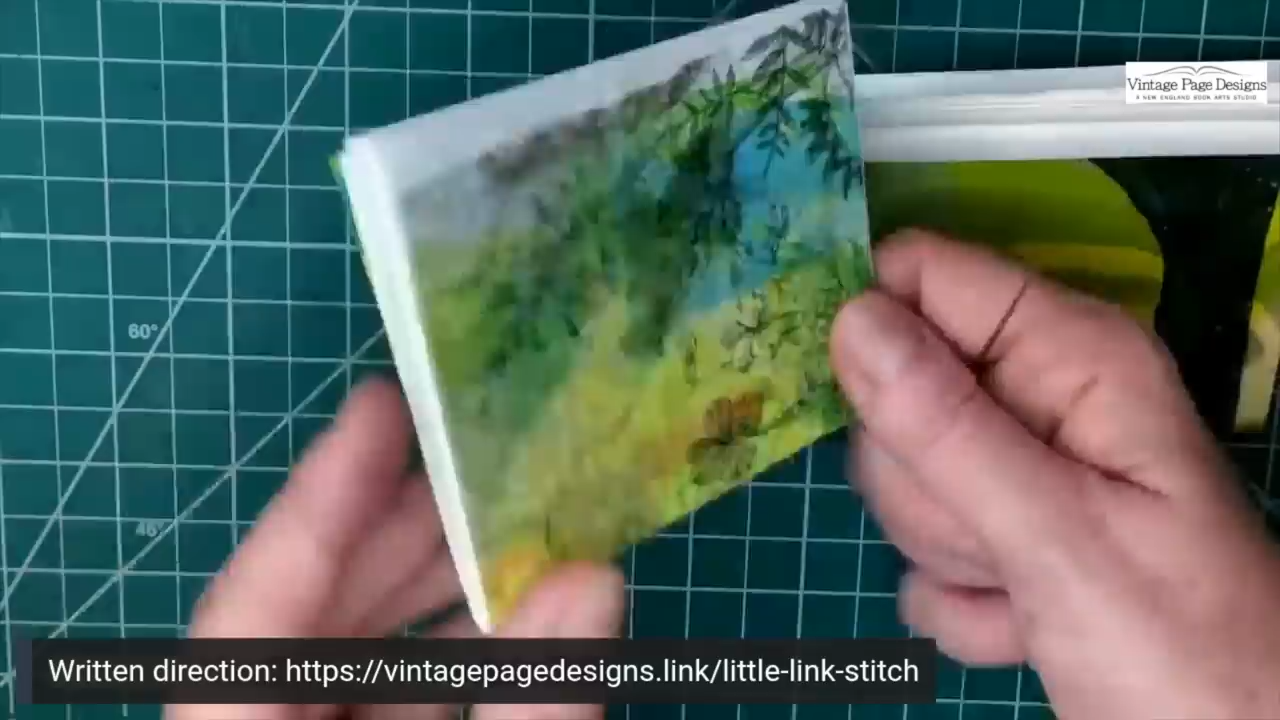 Vintage Page Designs
A NEW ENGLAND BOOK ARTS STUDIO
60°
45°
Written direction: https://vintagepagedesigns.link/little-link-stitch